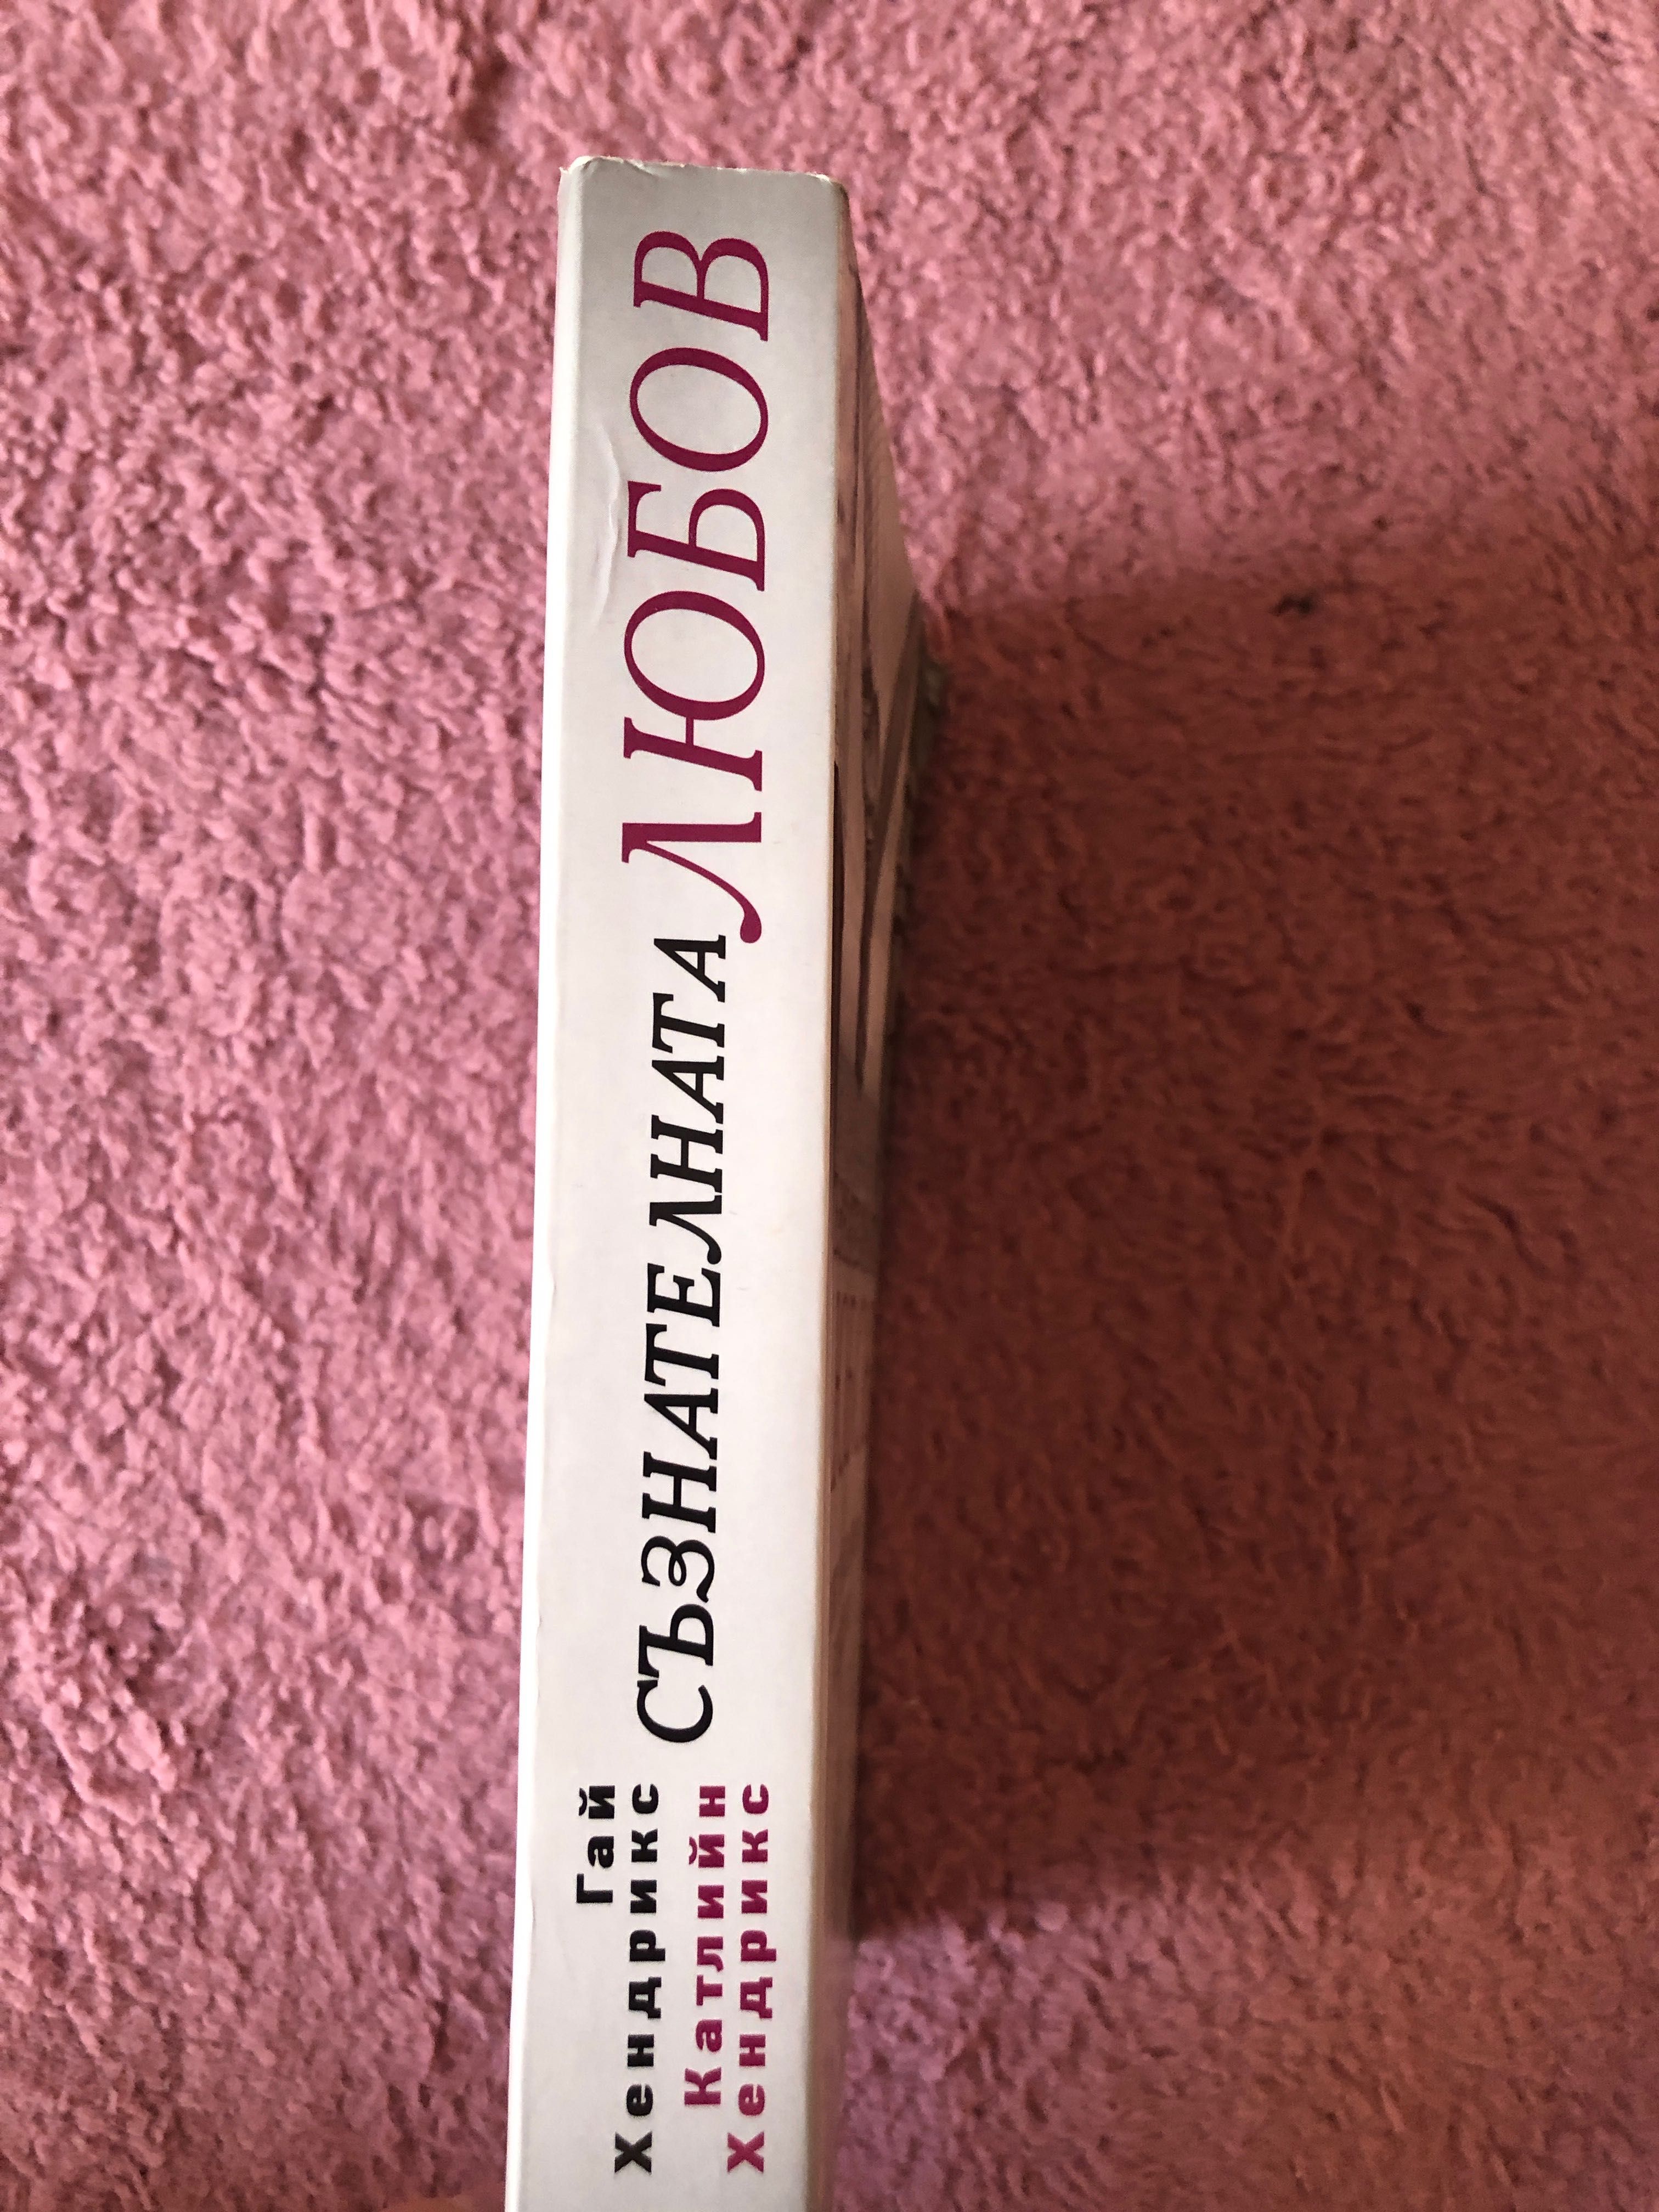 Гай
Хендрикс
Катлийн
Хендрикс
СЪЗНАТЕЛНАТА ЛЮБОВ